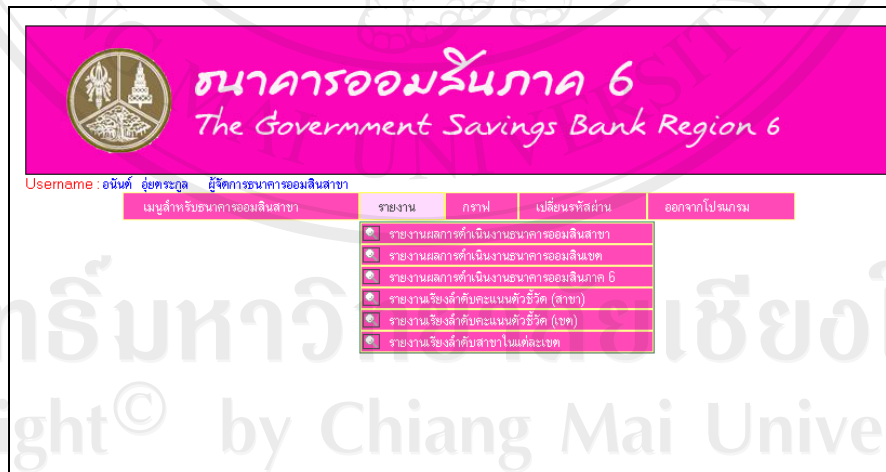 ธนาคารออมสินภาค 6
The Government Savings Bank Region 6
Username : อนันต์ อุ่ยตระกูล ผู้จัดการธนาคารออมสินสาขา
เมนูสำหรับธนาคารออมสินสาขา รายงาน กราฟ เปลี่ยนรหัสผ่าน ออกจากโปรแกรม
รายงานผลการดำเนินงานธนาคารออมสินสาขา
รายงานผลการดำเนินงานธนาคารออมสินเขต
รายงานผลการดำเนินงานธนาคารออมสินภาค 6
รายงานเรียงลำดับคะแนนตัวชี้วัด (สาขา)
รายงานเรียงลำดับคะแนนตัวชี้วัด (เขต)
รายงานเรียงลำดับสาขาในแต่ละเขต
ight© by Chiang Mai Unive